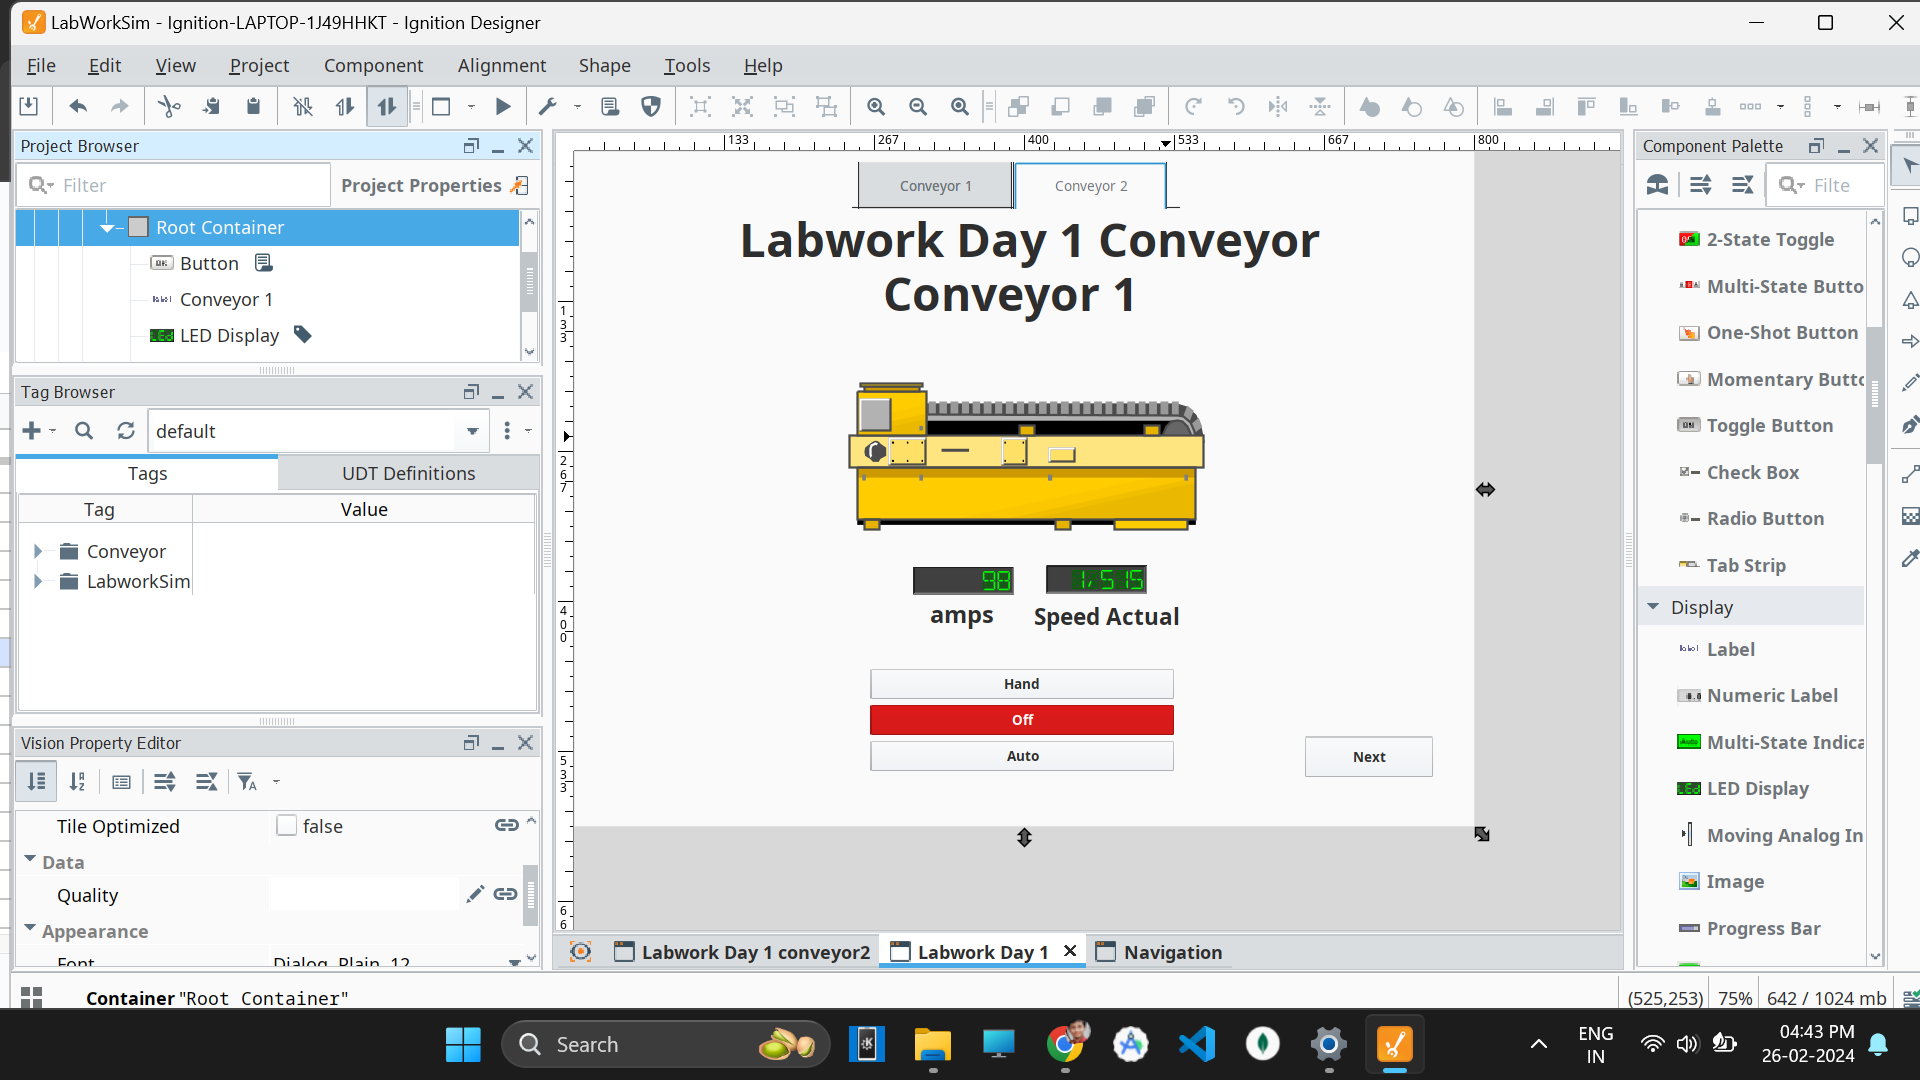 LabWorkSim - Ignition-LAPTOP-1J49HHKT - Ignition Designer
File Edit View Project Component Alignment Shape Tools Help
Project Browser
Filter
Project Properties
Root Container
Button
Conveyor 1
LED Display
Tag Browser
default
Tags
UDT Definitions
Tag
Value
Conveyor
LabworkSim
Vision Property Editor
Tile Optimized
false
Data
Quality
Appearance
Font
Dialog, Plain, 12
133 267 400 533 667 800
133
267
400
533
66
Conveyor 1
Conveyor 2
Labwork Day 1 Conveyor
Conveyor 1
98
1,515
amps
Speed Actual
Hand
Off
Auto
Next
Labwork Day 1 conveyor2
Labwork Day 1
Navigation
Component Palette
Filte
2-State Toggle
Multi-State Butto
One-Shot Button
Momentary Butto
Toggle Button
Check Box
Radio Button
Tab Strip
Display
Label
Numeric Label
Multi-State Indica
LED Display
Moving Analog In
Image
Progress Bar
Container "Root Container"
(525,253)
75%
642 / 1024 mb
Search
ENG
IN
04:43 PM
26-02-2024